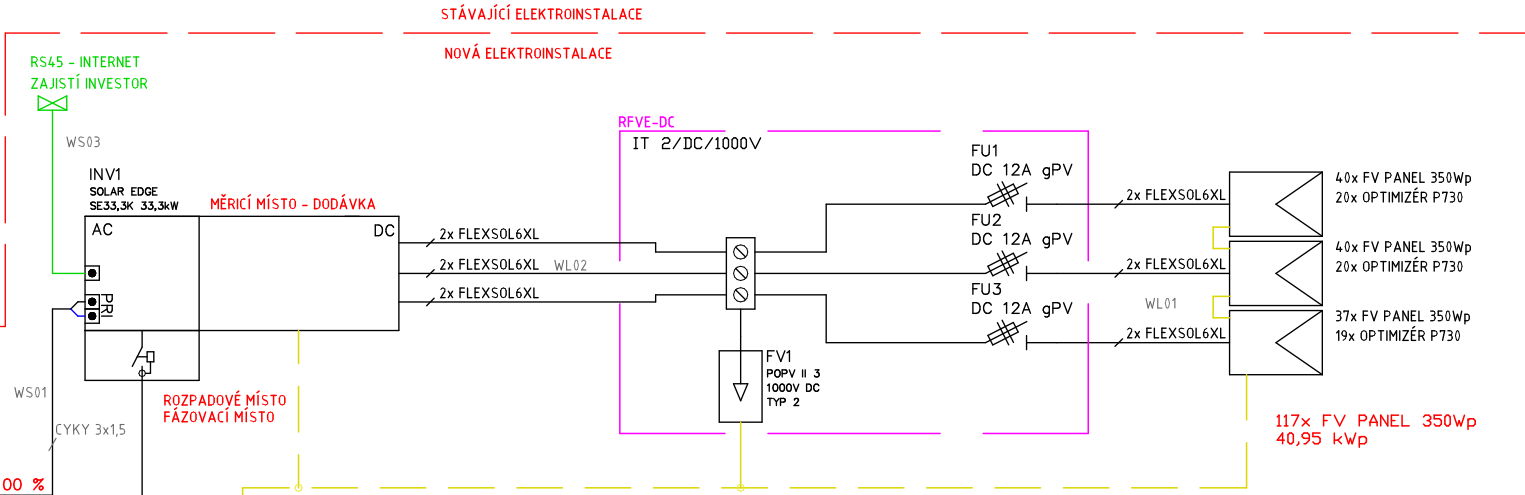 STÁVAJÍCÍ ELEKTROINSTALACE
NOVÁ ELEKTROINSTALACE
RS45 - INTERNET
ZAJISTÍ INVESTOR
WS03
INV1
SOLAR EDGE
SE33,3K 33,3kW
MĚRICÍ MÍSTO - DODÁVKA
AC
DC
PRI
ROZPADOVÉ MÍSTO
FÁZOVACÍ MÍSTO
WS01
CYKY 3x1,5
00 %
2x FLEXSOL6XL
2x FLEXSOL6XL
WL02
2x FLEXSOL6XL
RFVE-DC
IT 2/DC/1000V
FV1
POPV II 3
1000V DC
TYP 2
FU1
DC 12A gPV
FU2
DC 12A gPV
FU3
DC 12A gPV
2x FLEXSOL6XL
2x FLEXSOL6XL
WL01
2x FLEXSOL6XL
40x FV PANEL 350Wp
20x OPTIMIZÉR P730
40x FV PANEL 350Wp
20x OPTIMIZÉR P730
37x FV PANEL 350Wp
19x OPTIMIZÉR P730
117x FV PANEL 350Wp
40,95 kWp